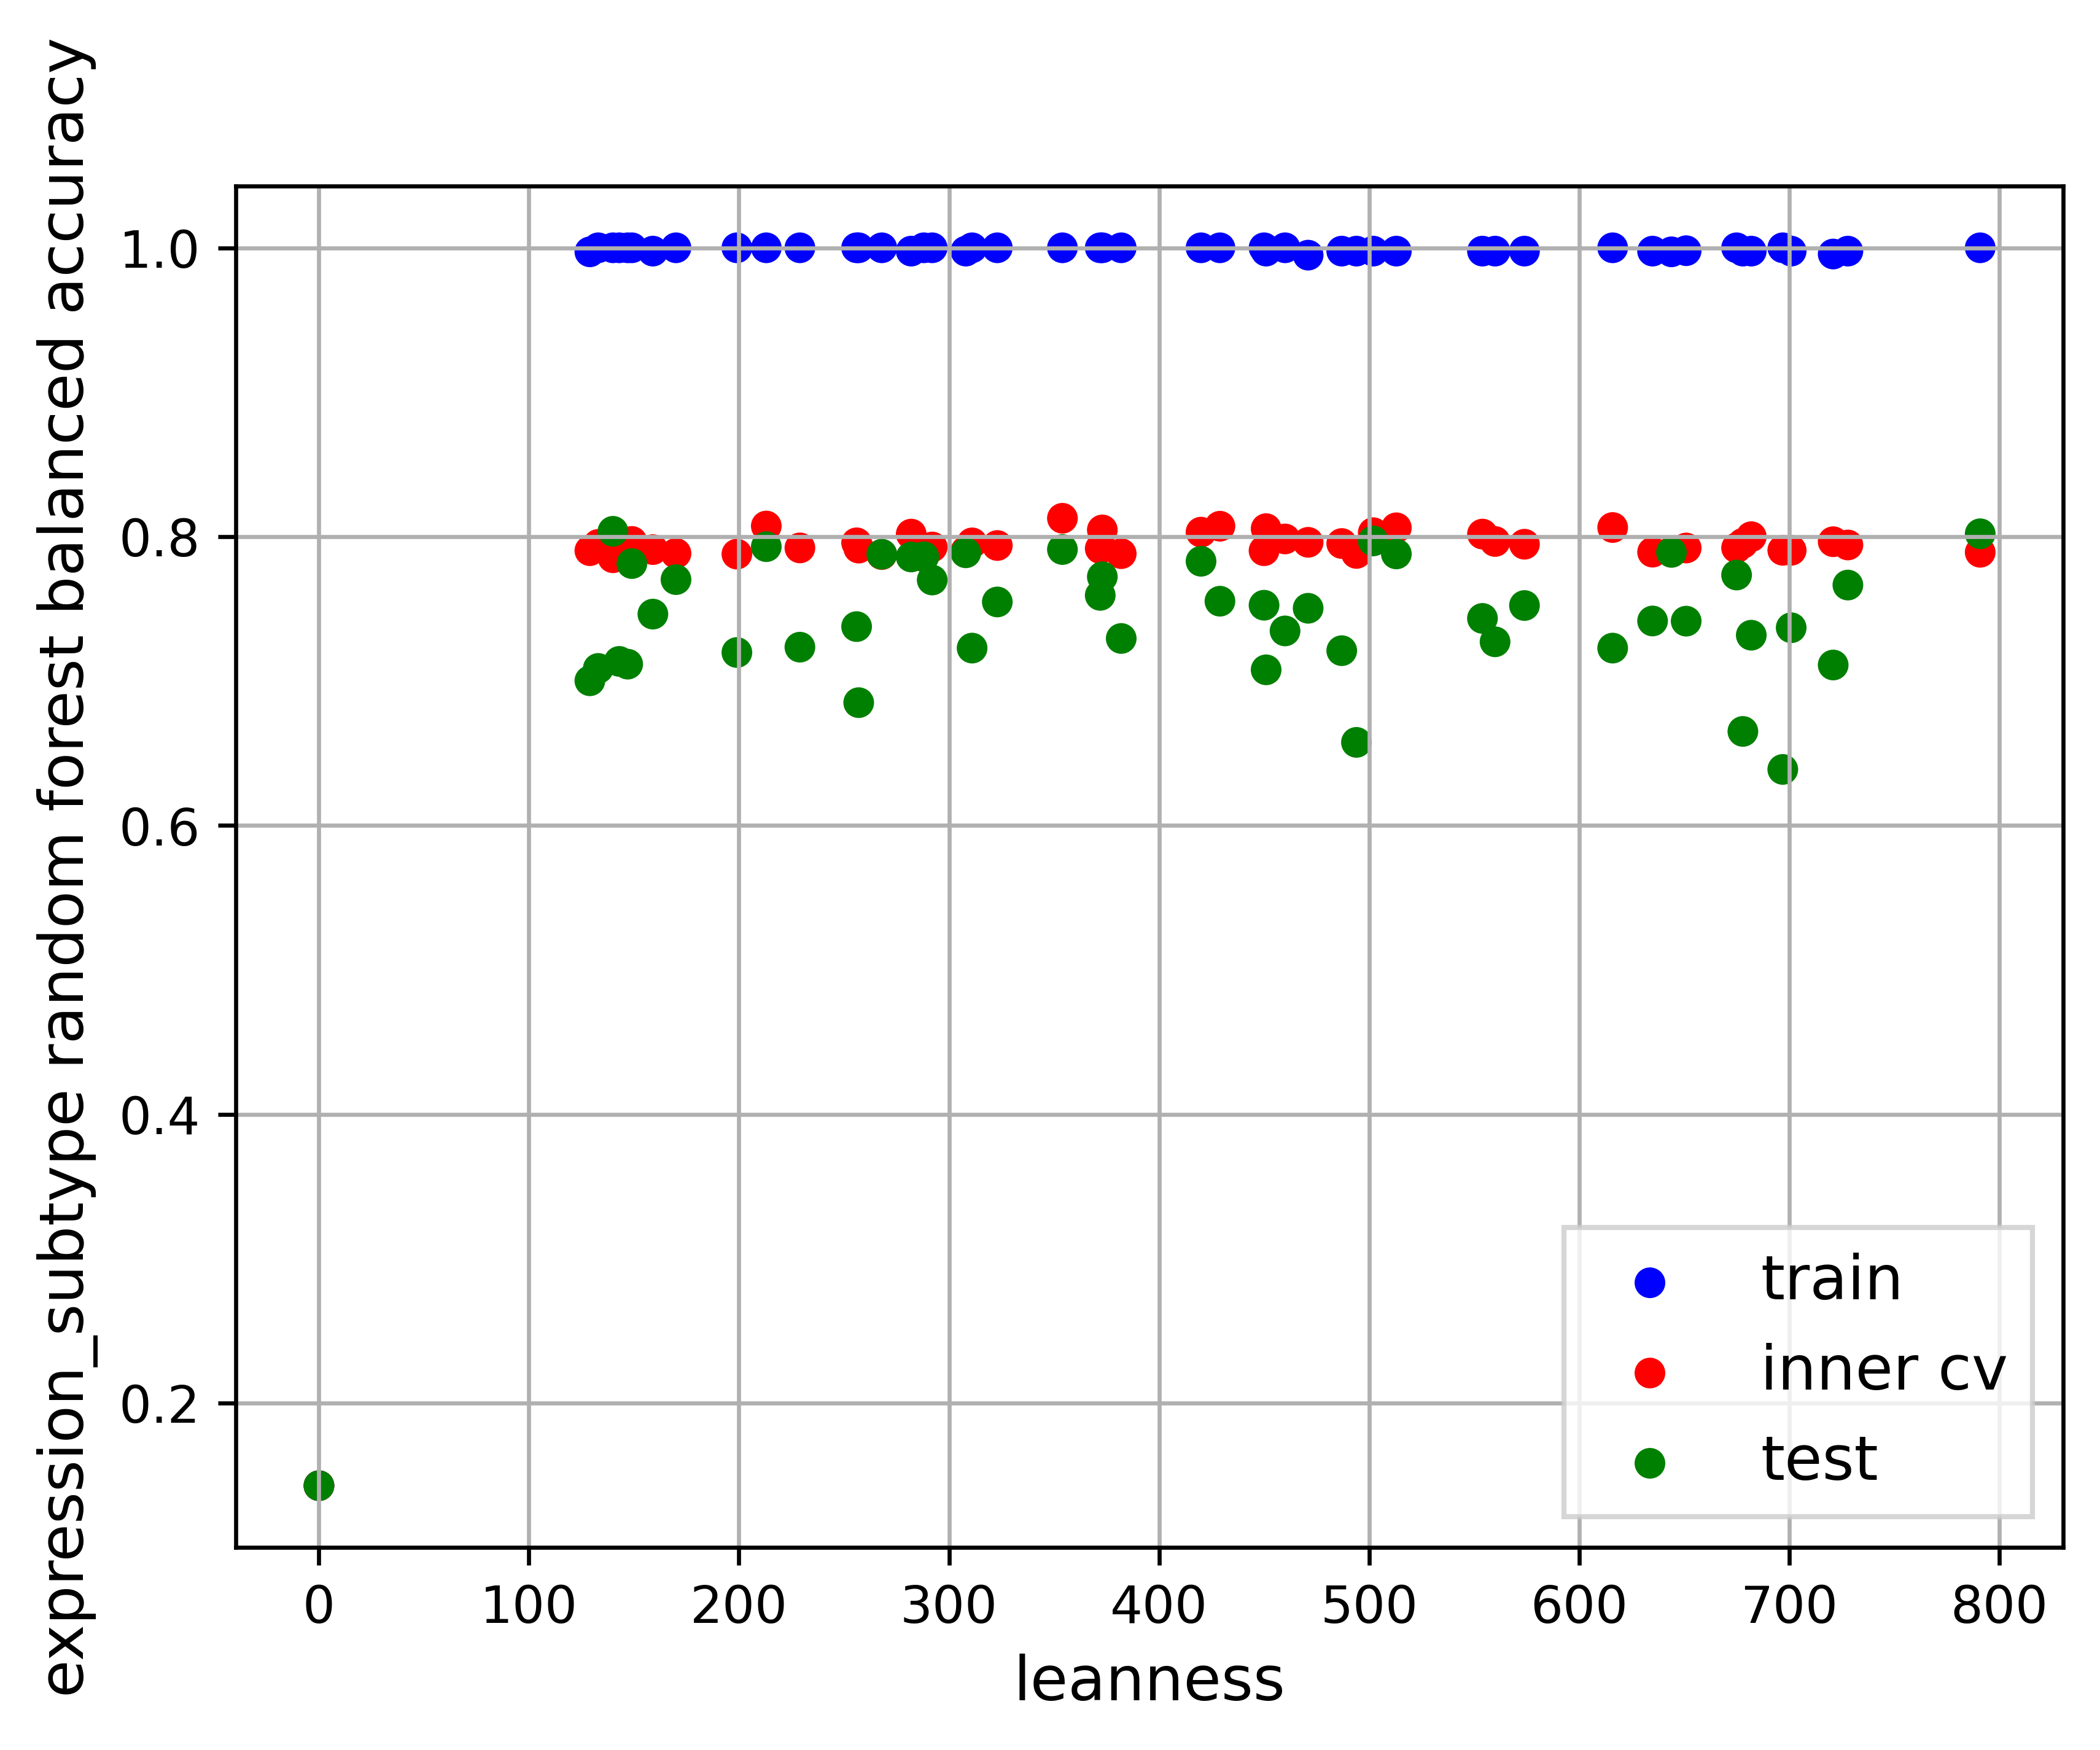 expression_subtype random forest balanced accuracy
1.0
0.8
0.6
0.4
0.2
train
inner cv
test
0 100 200 300 400 500 600 700 800
leanness